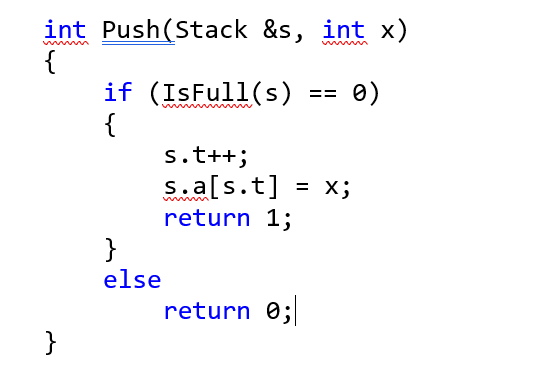 int Push(Stack &s, int x)
{
    if (IsFull(s) == 0)
    {
        s.t++;
        s.a[s.t] = x;
        return 1;
    }
    else
        return 0;
}